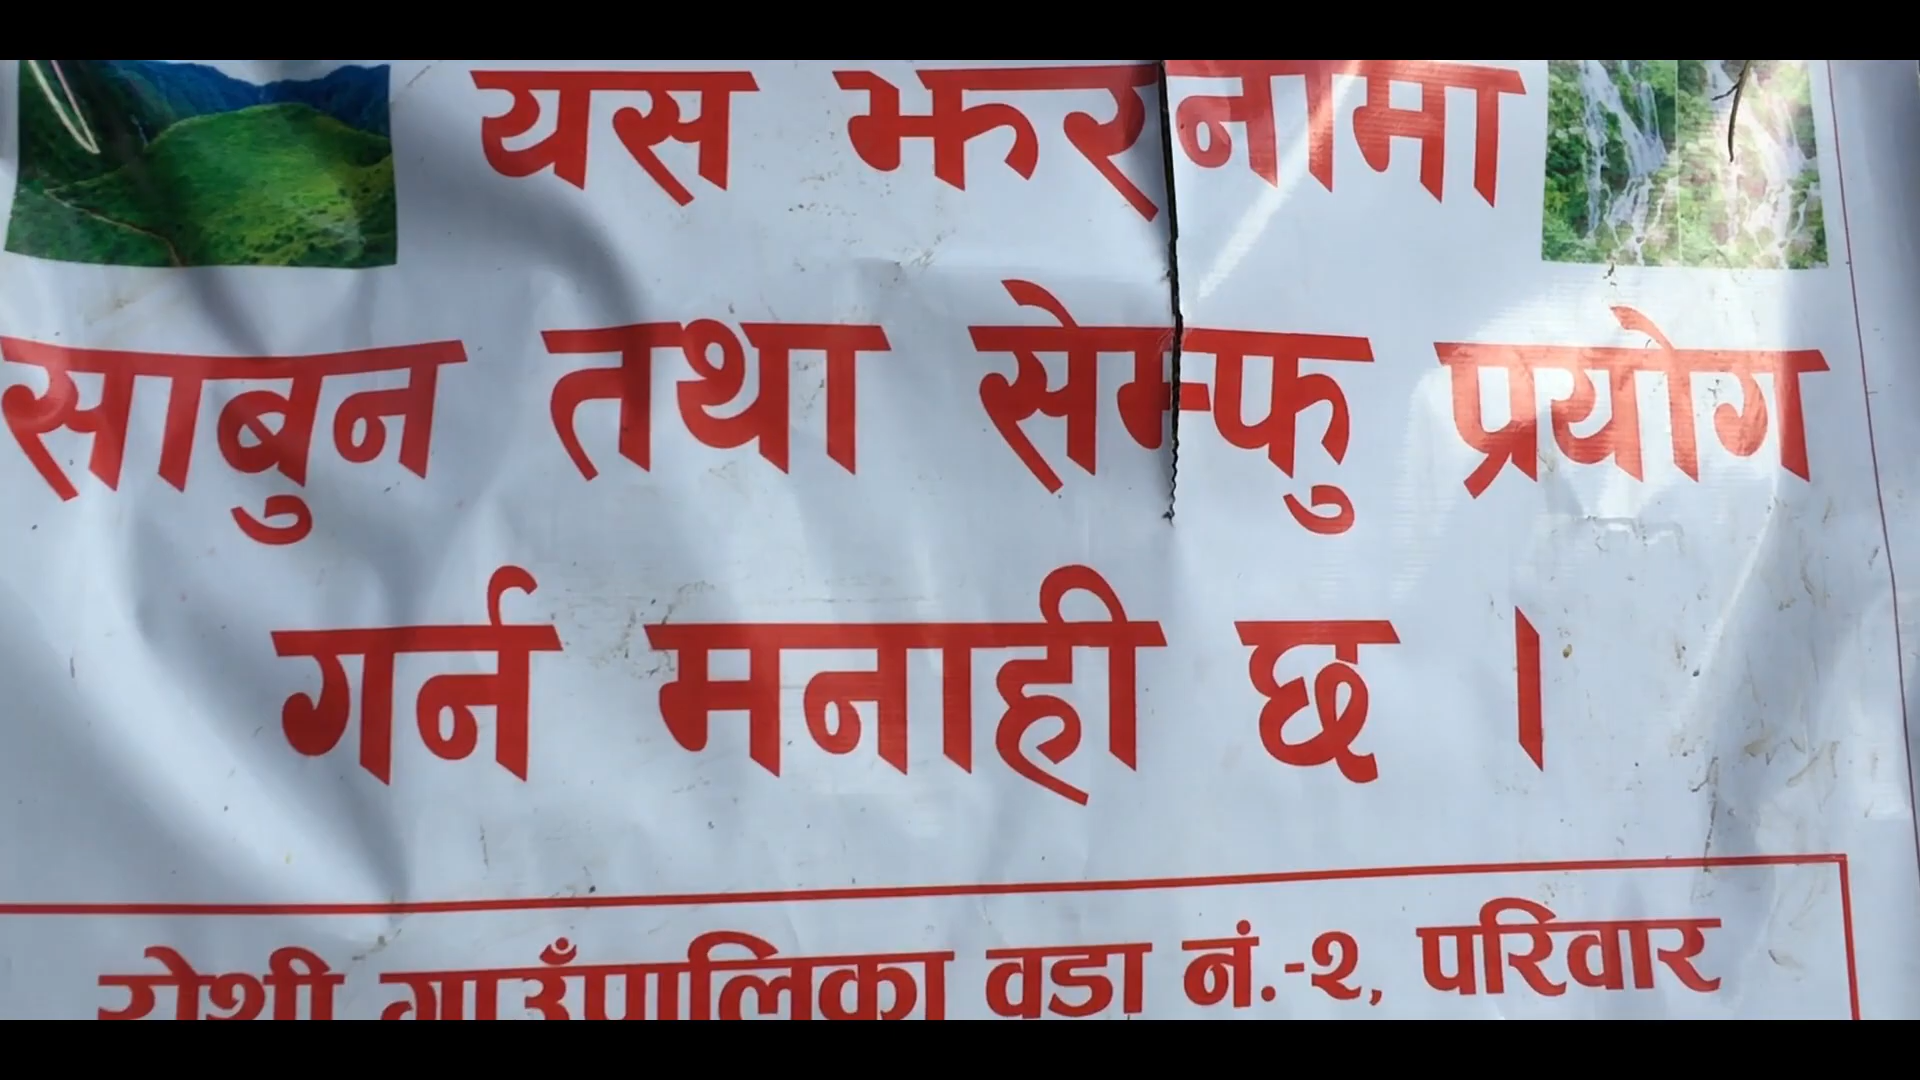 यस झरनामा
साबुन तथा सेम्फु प्रयोग
गर्न मनाही छ ।
रोशी गाउँपालिका वडा नं.-२, परिवार